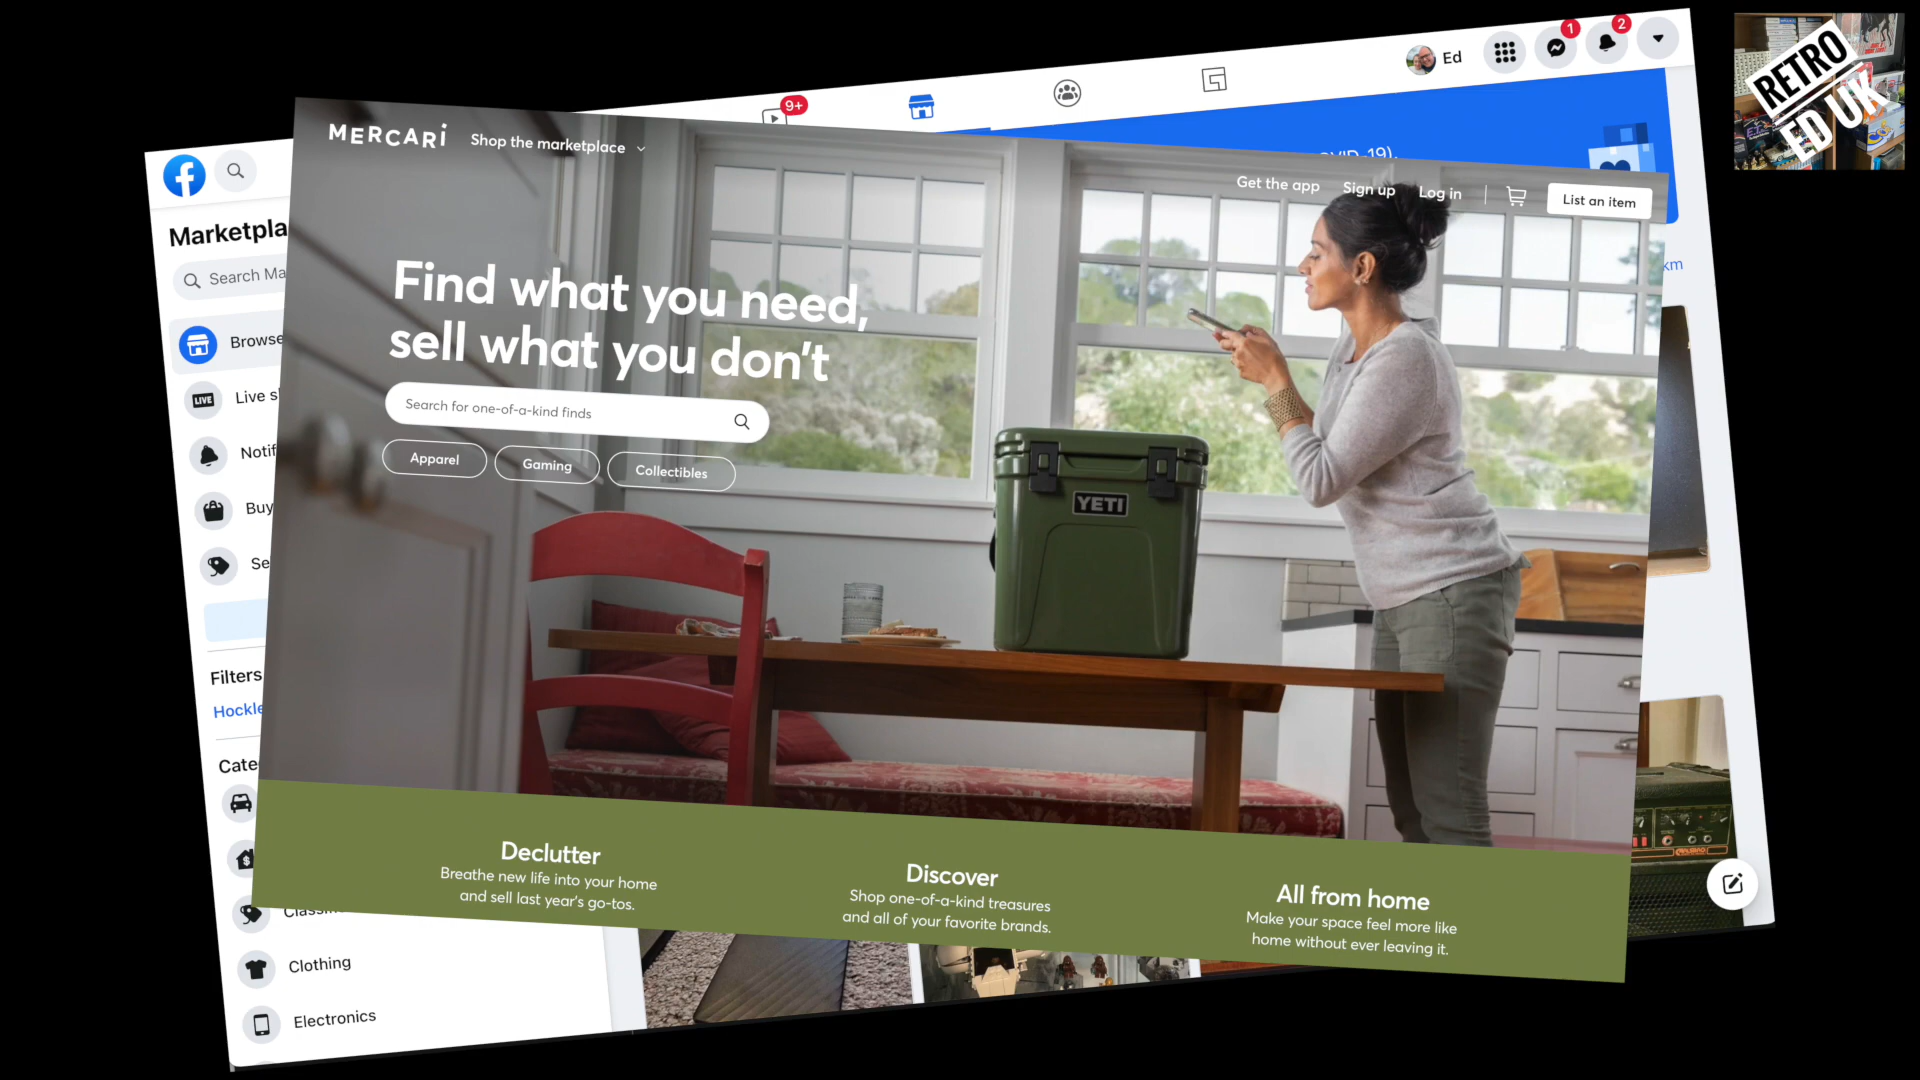 RETRO
ED UK
Ed
1
2
9+
MERCARI
Shop the marketplace
Get the app
Sign up
Log in
List an item
Find what you need,
sell what you don't
Search for one-of-a-kind finds
Apparel
Gaming
Collectibles
YETI
Declutter
Breathe new life into your home
and sell last year's go-tos.
Discover
Shop one-of-a-kind treasures
and all of your favorite brands.
All from home
Make your space feel more like
home without ever leaving it.
Marketpla
Search Ma
Browse
LIVE
Live s
Notif
Buy
Se
Filters
Hockle
Cate
Clothing
Electronics
km